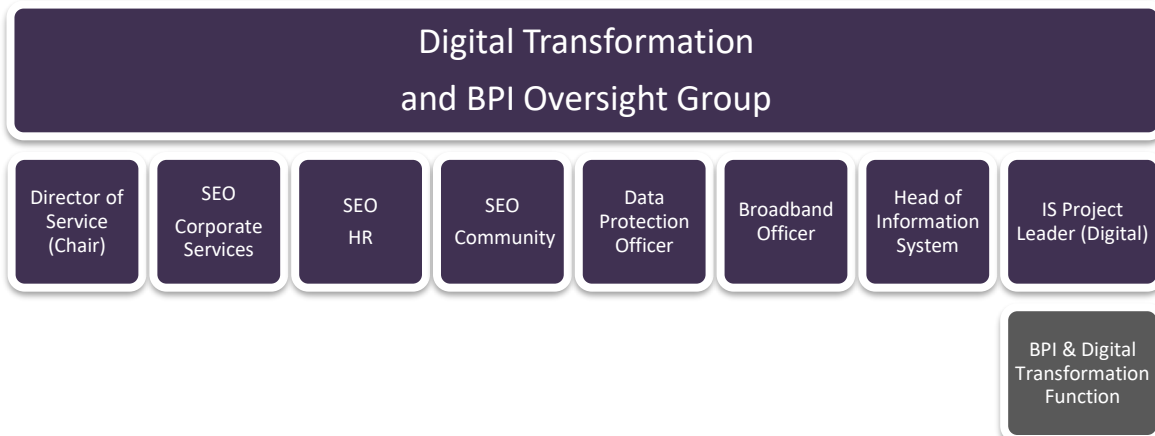 Digital Transformation
and BPI Oversight Group
Director of
Service
(Chair)
SEO
Corporate
Services
SEO
HR
SEO
Community
Data
Protection
Officer
Broadband
Officer
Head of
Information
System
IS Project
Leader (Digital)
BPI & Digital
Transformation
Function